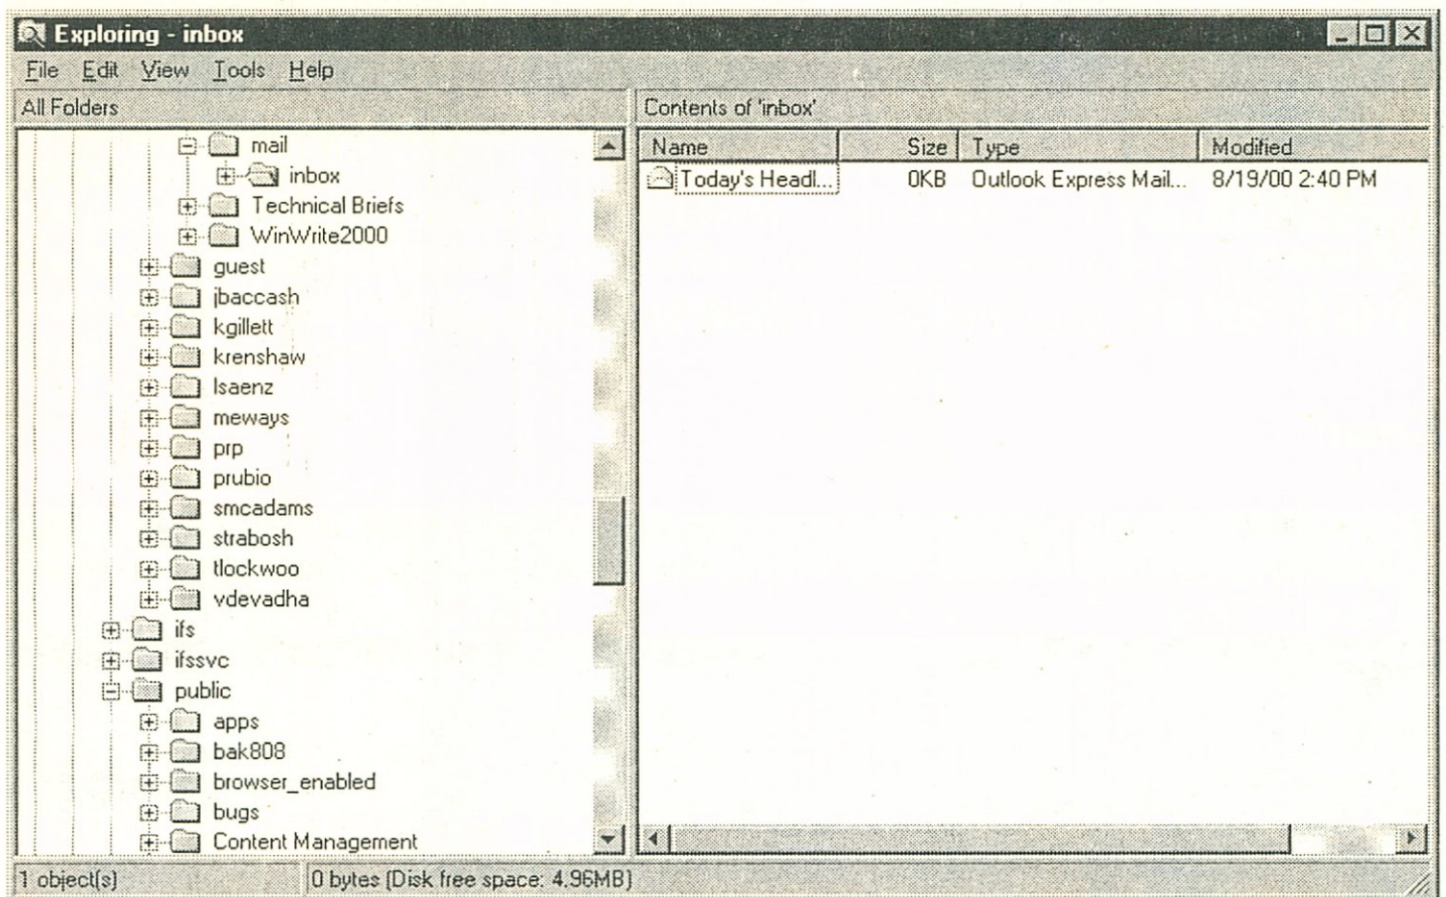 Exploring - inbox
File Edit View Tools Help
All Folders
mail
inbox
Technical Briefs
WinWrite2000
guest
jbaccash
kgillett
krenshaw
lsaenz
meways
prp
prubio
smcadams
strabosh
tlockwoo
vdevadha
ifs
ifssvc
public
apps
bak808
browser_enabled
bugs
Content Management
Contents of 'inbox'
Name Size Type Modified
Today's Headl... 0KB Outlook Express Mail... 8/19/00 2:40 PM
1 object(s) 0 bytes (Disk free space: 4.96MB)